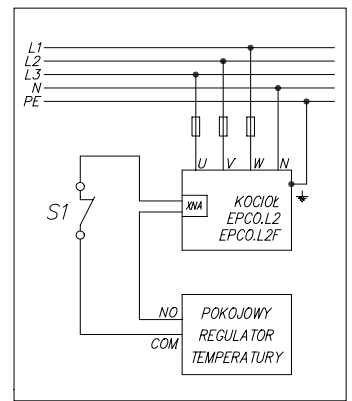 L1
L2
L3
N
PE
U V W N
XNA
KOCIOŁ
EPCO.L2
EPCO.L2F
S1
NO
COM
POKOJOWY
REGULATOR
TEMPERATURY